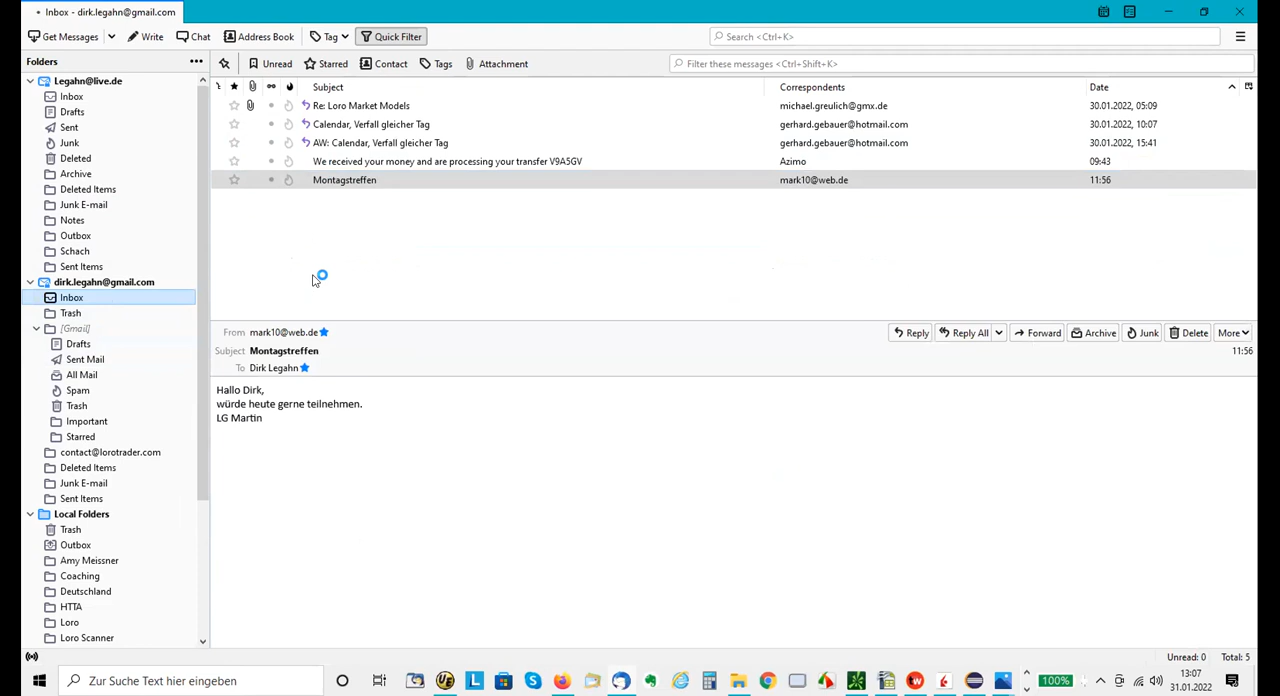 Inbox - dirk.legahn@gmail.com
Get Messages Write Chat Address Book Tag Quick Filter Search <Ctrl+K>
Folders Unread Starred Contact Tags Attachment Filter these messages <Ctrl+Shift+K>
Legahn@live.de
Inbox
Drafts
Sent
Junk
Deleted
Archive
Deleted Items
Junk E-mail
Notes
Outbox
Schach
Sent Items
dirk.legahn@gmail.com
Inbox
Trash
[Gmail]
Drafts
Sent Mail
All Mail
Spam
Trash
Important
Starred
contact@lorotrader.com
Deleted Items
Junk E-mail
Sent Items
Local Folders
Trash
Outbox
Amy Meissner
Coaching
Deutschland
HTTA
Loro
Loro Scanner
Subject Correspondents Date
Re: Loro Market Models michael.greulich@gmx.de 30.01.2022, 05:09
Calendar, Verfall gleicher Tag gerhard.gebauer@hotmail.com 30.01.2022, 10:07
AW: Calendar, Verfall gleicher Tag gerhard.gebauer@hotmail.com 30.01.2022, 15:41
We received your money and are processing your transfer V9A5GV Azimo 09:43
Montagstreffen mark10@web.de 11:56
From mark10@web.de Reply Reply All Forward Archive Junk Delete More
Subject Montagstreffen 11:56
To Dirk Legahn
Hallo Dirk,
würde heute gerne teilnehmen.
LG Martin
Unread: 0 Total: 5
Zur Suche Text hier eingeben 100% 13:07
31.01.2022